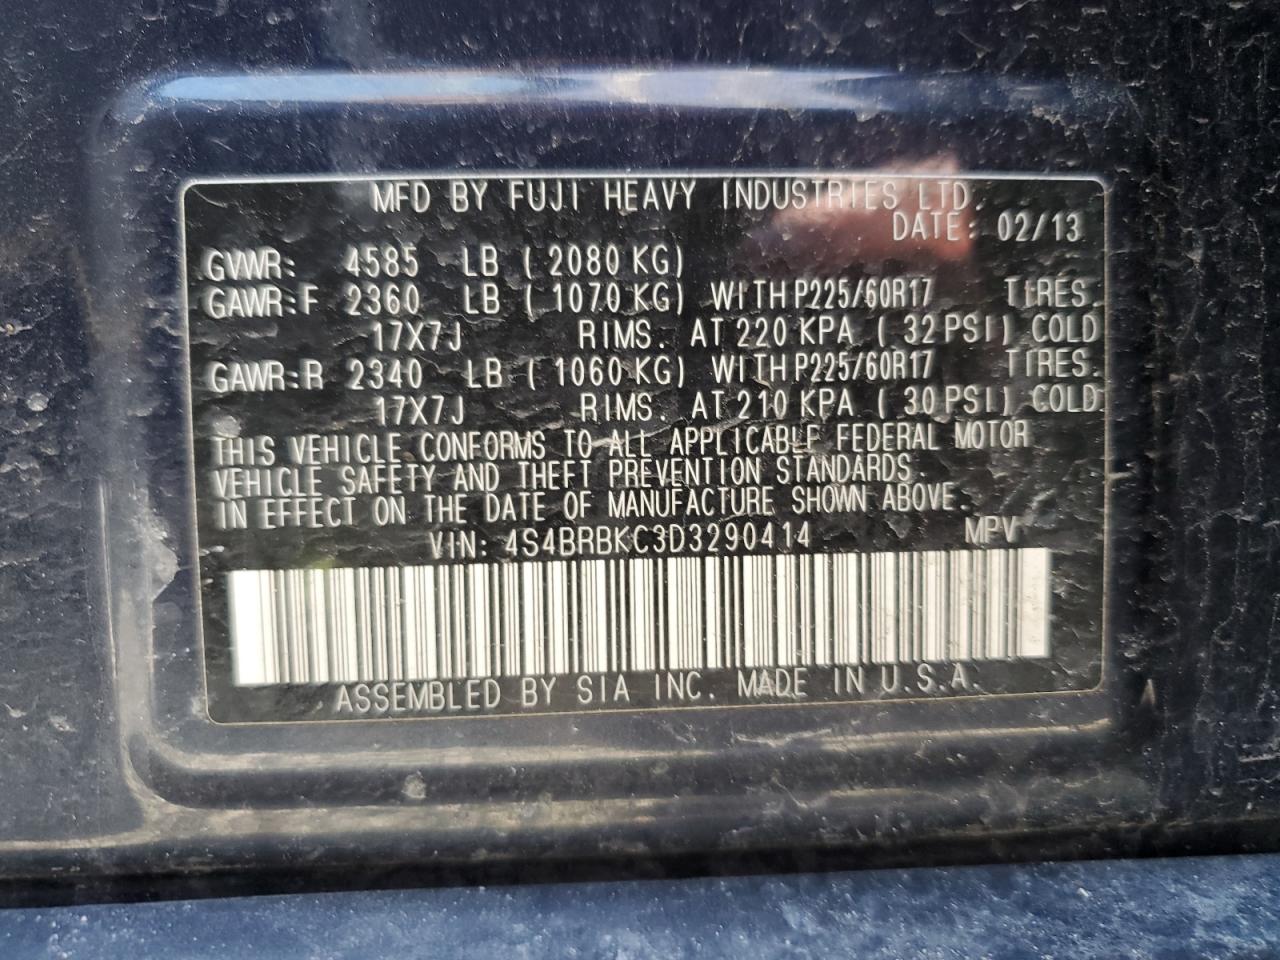 MFD BY FUJI HEAVY INDUSTRIES LTD.
DATE: 02/13
GVWR: 4585 LB (2080 KG)
GAWR:F 2360 LB (1070 KG) WITH P225/60R17 TIRES.
17X7J RIMS. AT 220 KPA (32 PSI) COLD
GAWR:R 2340 LB (1060 KG) WITH P225/60R17 TIRES.
17X7J RIMS. AT 210 KPA (30 PSI) COLD
THIS VEHICLE CONFORMS TO ALL APPLICABLE FEDERAL MOTOR
VEHICLE SAFETY AND THEFT PREVENTION STANDARDS
IN EFFECT ON THE DATE OF MANUFACTURE SHOWN ABOVE.
VIN: 4S4BRBKC3D3290414 MPV
ASSEMBLED BY SIA INC. MADE IN U.S.A.